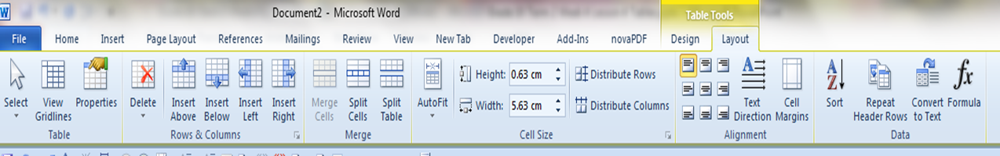 W
Document2 - Microsoft Word
Table Tools
File Home Insert Page Layout References Mailings Review View New Tab Developer Add-Ins novaPDF Design Layout
Height: 0.63 cm Distribute Rows
Width: 5.63 cm Distribute Columns
Select View Properties Delete Insert Insert Insert Insert Merge Split Split AutoFit Text Cell Sort Repeat Convert Formula
Gridlines Above Below Left Right Cells Cells Table Direction Margins Header Rows to Text
Table Rows & Columns Merge Cell Size Alignment Data
A
A
Z
fx